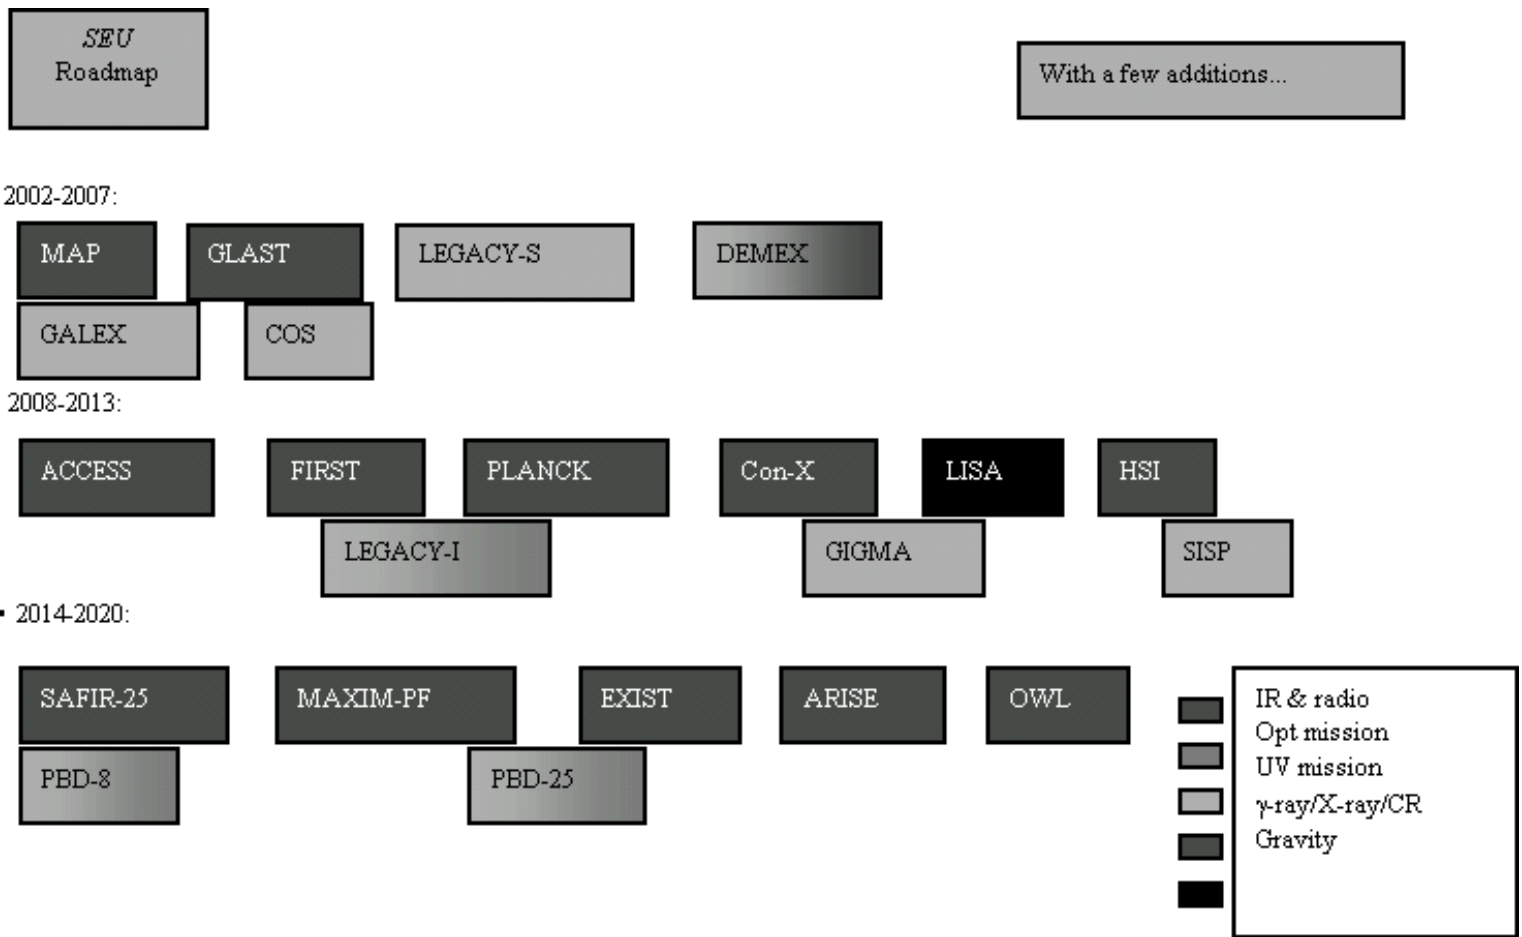 SEU
Roadmap
With a few additions...
2002-2007:
MAP
GLAST
LEGACY-S
DEMEX
GALEX
COS
2008-2013:
ACCESS
FIRST
PLANCK
Con-X
LISA
HSI
LEGACY-I
GIGMA
SISP
2014-2020:
SAFIR-25
MAXIM-PF
EXIST
ARISE
OWL
PBD-8
PBD-25
IR & radio
Opt mission
UV mission
γ-ray/X-ray/CR
Gravity